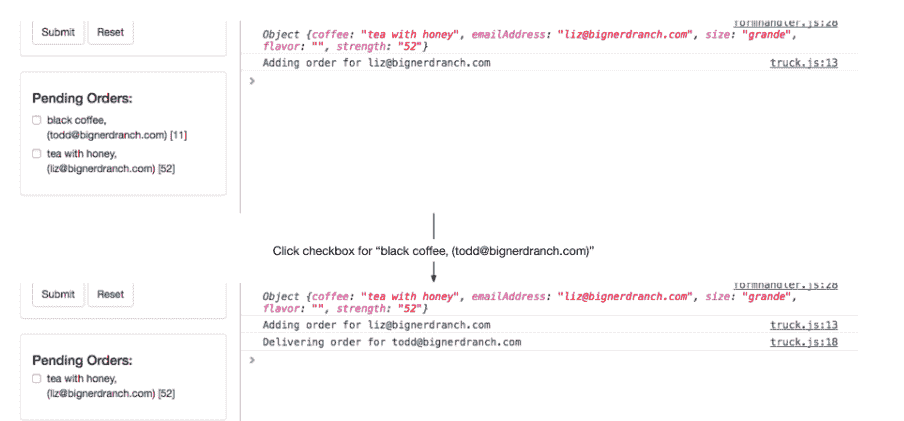 Submit Reset
formhandler.js:28
Object {coffee: "tea with honey", emailAddress: "liz@bignerdranch.com", size: "grande",
flavor: "", strength: "52"}
Adding order for liz@bignerdranch.com truck.js:13
>
Pending Orders:
black coffee,
(todd@bignerdranch.com) [11]
tea with honey,
(liz@bignerdranch.com) [52]
Click checkbox for “black coffee, (todd@bignerdranch.com)”
Submit Reset
formhandler.js:28
Object {coffee: "tea with honey", emailAddress: "liz@bignerdranch.com", size: "grande",
flavor: "", strength: "52"}
Adding order for liz@bignerdranch.com truck.js:13
Delivering order for todd@bignerdranch.com truck.js:18
>
Pending Orders:
tea with honey,
(liz@bignerdranch.com) [52]